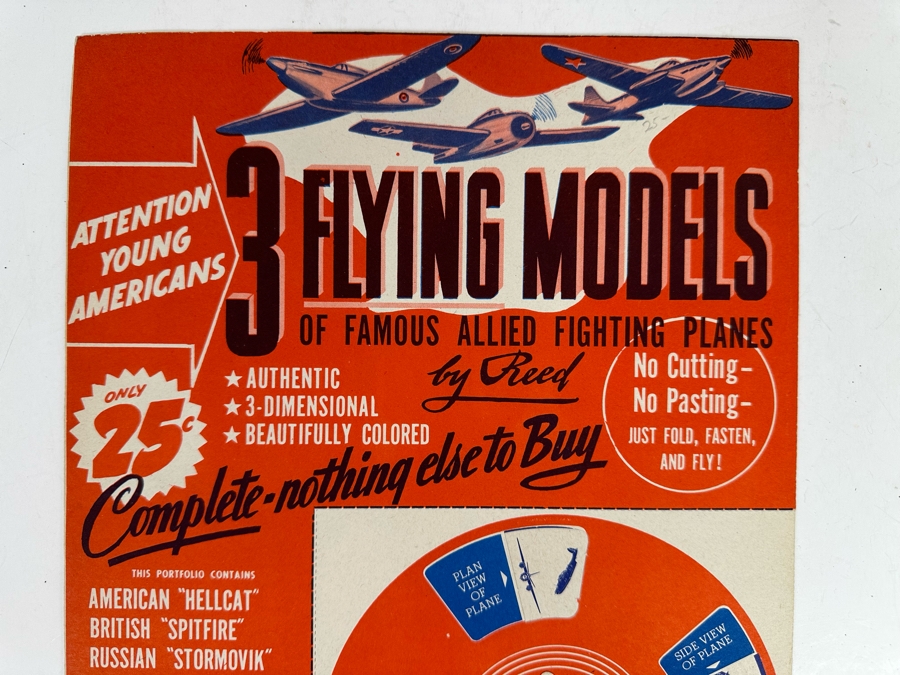 25-
ATTENTION
YOUNG
AMERICANS
3 FLYING MODELS
OF FAMOUS ALLIED FIGHTING PLANES
by Reed
★ AUTHENTIC
★ 3-DIMENSIONAL
★ BEAUTIFULLY COLORED
No Cutting-
No Pasting-
JUST FOLD, FASTEN,
AND FLY!
ONLY
25¢
Complete-nothing else to Buy
THIS PORTFOLIO CONTAINS
AMERICAN "HELLCAT"
BRITISH "SPITFIRE"
RUSSIAN "STORMOVIK"
PLAN
VIEW
OF
PLANE
SIDE VIEW
OF PLANE